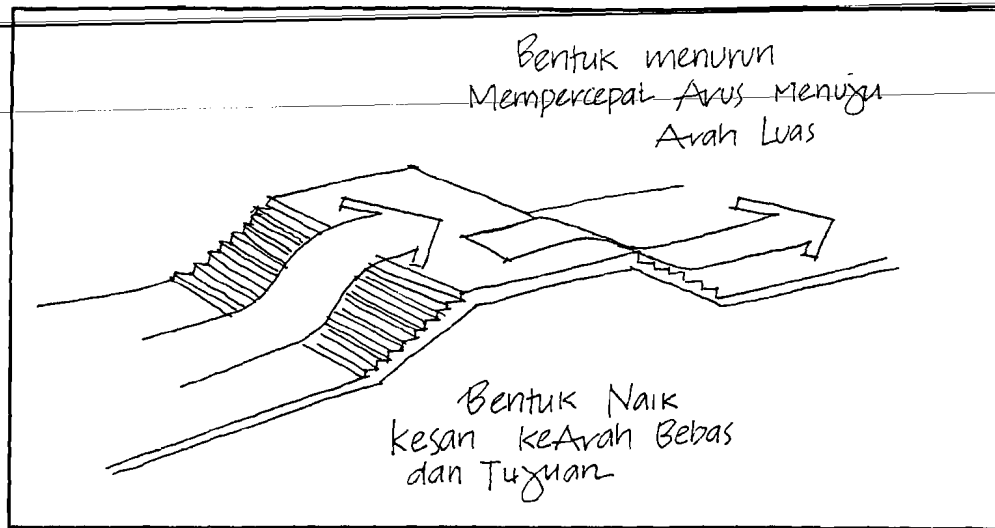 Bentuk menurun
Mempercepat Arus Menuju
Arah Luas
Bentuk Naik
kesan keArah Bebas
dan Tujuan